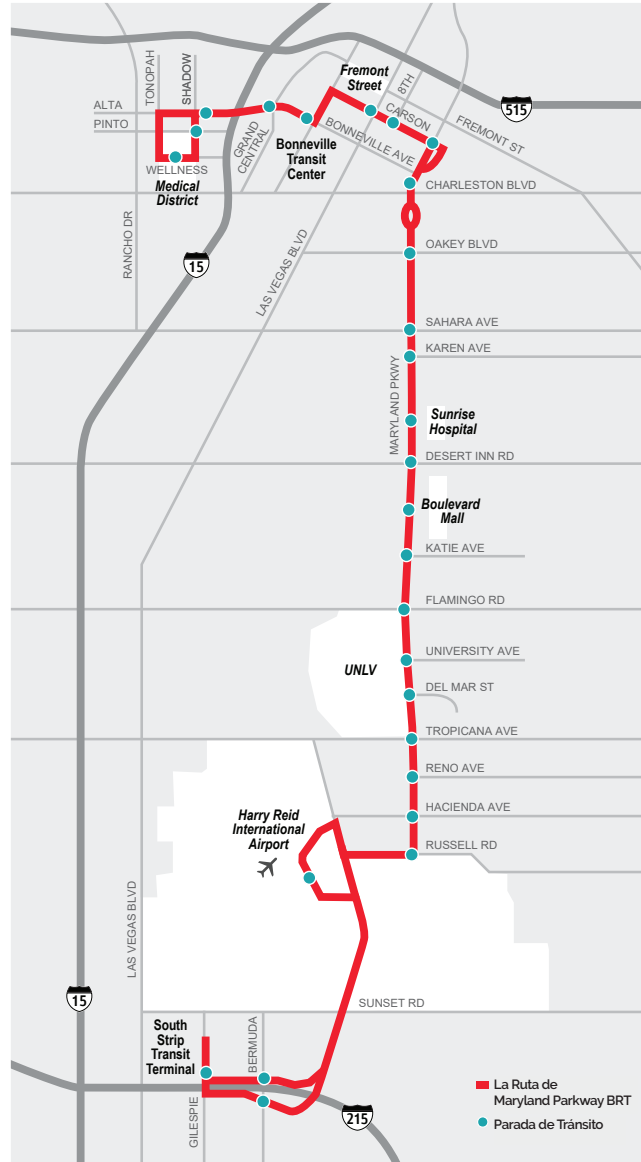 TONOPAH
SHADOW
ALTA
PINTO
WELLNESS
Medical
District
RANCHO DR
GRAND
CENTRAL
Bonneville
Transit
Center
Fremont
Street
8TH
CARSON
BONNEVILLE AVE
FREMONT ST
515
15
LAS VEGAS BLVD
CHARLESTON BLVD
OAKEY BLVD
SAHARA AVE
KAREN AVE
MARYLAND PKWY
Sunrise
Hospital
DESERT INN RD
Boulevard
Mall
KATIE AVE
FLAMINGO RD
UNIVERSITY AVE
UNLV
DEL MAR ST
TROPICANA AVE
RENO AVE
HACIENDA AVE
Harry Reid
International
Airport
RUSSELL RD
LAS VEGAS BLVD
15
SUNSET RD
South
Strip
Transit
Terminal
BERMUDA
GILESPIE
215
La Ruta de
Maryland Parkway BRT
Parada de Tránsito